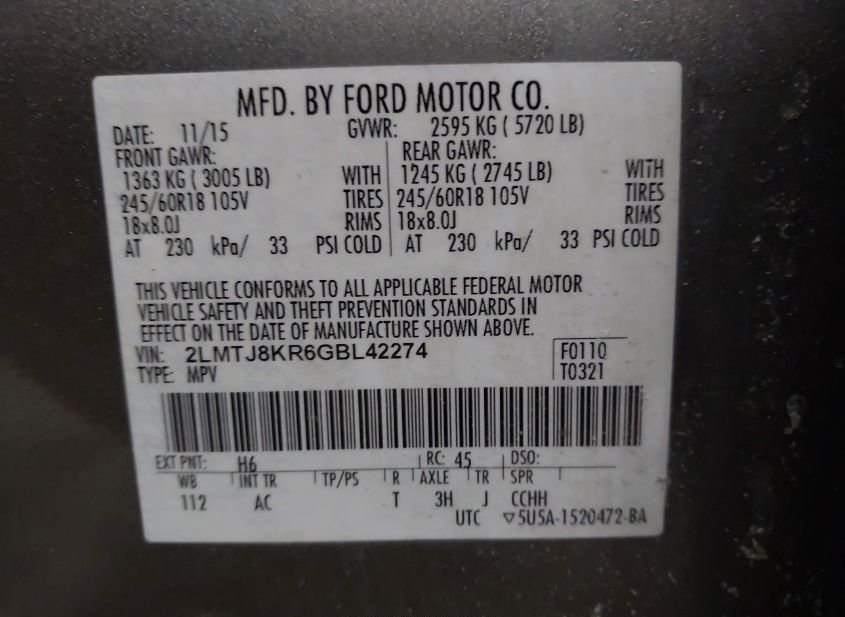 MFD. BY FORD MOTOR CO.
DATE: 11/15 GVWR: 2595 KG ( 5720 LB)
FRONT GAWR: REAR GAWR:
1363 KG ( 3005 LB) WITH 1245 KG ( 2745 LB) WITH
245/60R18 105V TIRES 245/60R18 105V TIRES
18x8.0J RIMS 18x8.0J RIMS
AT 230 kPa/ 33 PSI COLD AT 230 kPa/ 33 PSI COLD
THIS VEHICLE CONFORMS TO ALL APPLICABLE FEDERAL MOTOR
VEHICLE SAFETY AND THEFT PREVENTION STANDARDS IN
EFFECT ON THE DATE OF MANUFACTURE SHOWN ABOVE.
VIN: 2LMTJ8KR6GBL42274 F0110
TYPE: MPV T0321
EXT PNT: H6 RC: 45 DSO:
WB INT TR TP/PS R AXLE TR SPR
112 AC T 3H J CCHH
UTC ▽5U5A-1520472-BA